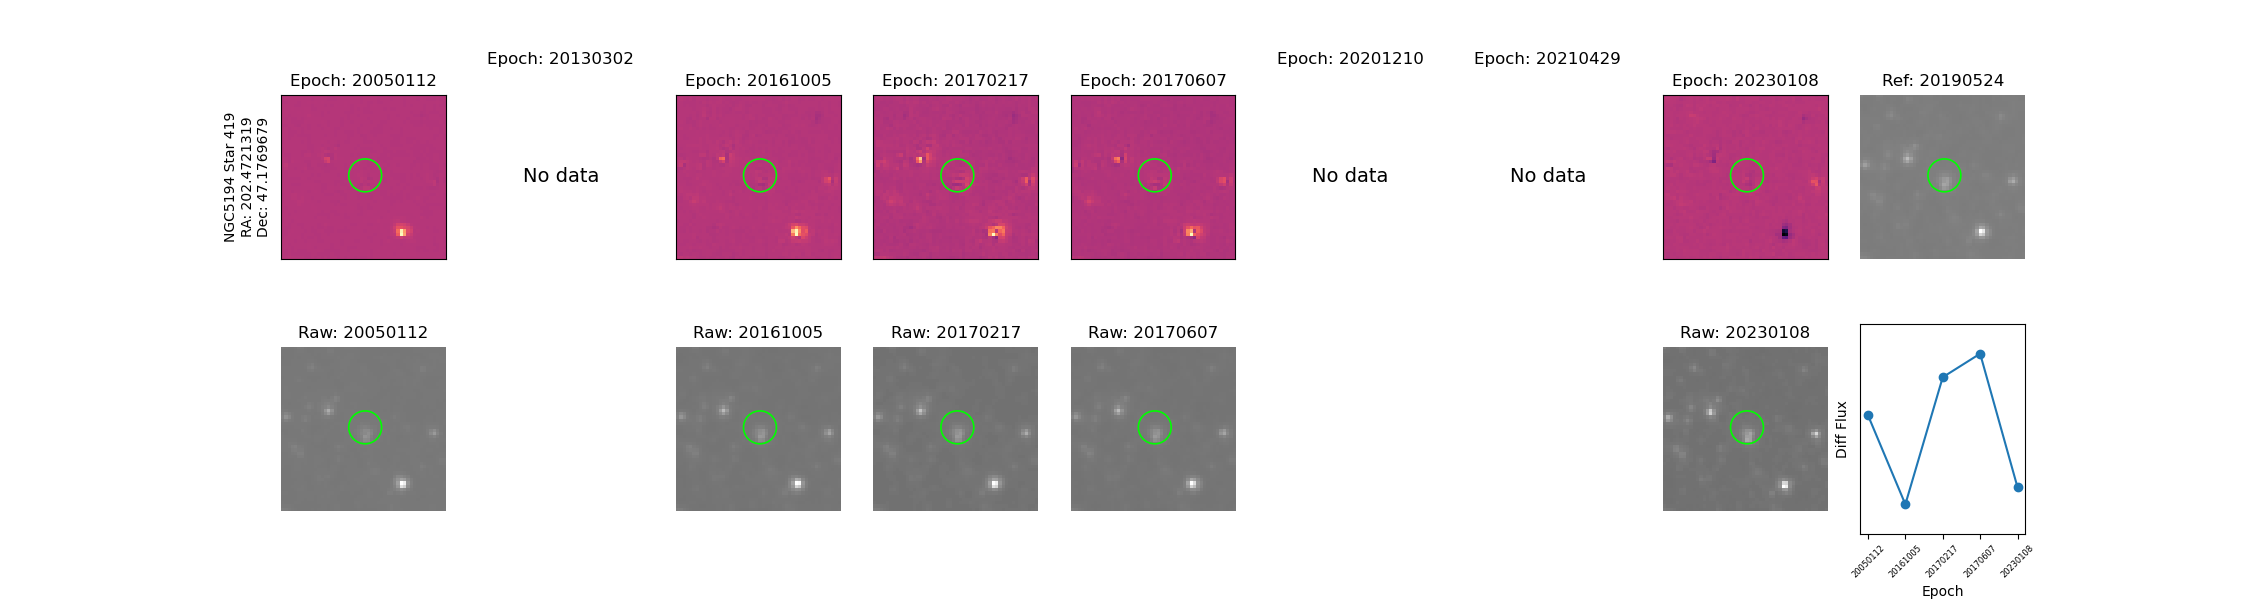 Epoch: 20130302
Epoch: 20201210
Epoch: 20210429
Epoch: 20050112
Epoch: 20161005
Epoch: 20170217
Epoch: 20170607
Epoch: 20230108
Ref: 20190524
NGC5194 Star 419
RA: 202.4721319
Dec: 47.1769679
No data
No data
No data
Raw: 20050112
Raw: 20161005
Raw: 20170217
Raw: 20170607
Raw: 20230108
Diff Flux
20050112
20161005
20170217
20170607
20230108
Epoch